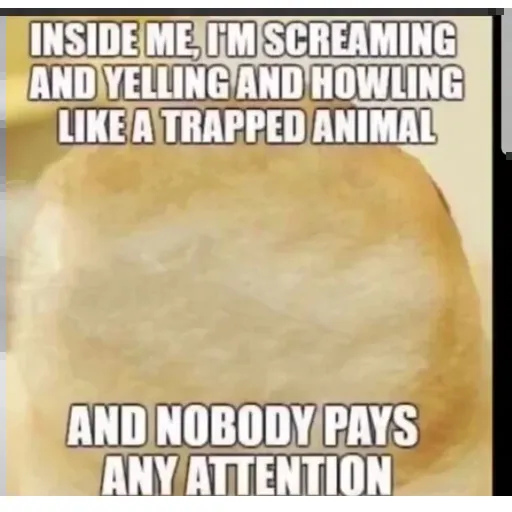 INSIDE ME, I'M SCREAMING
AND YELLING AND HOWLING
LIKE A TRAPPED ANIMAL
AND NOBODY PAYS
ANY ATTENTION